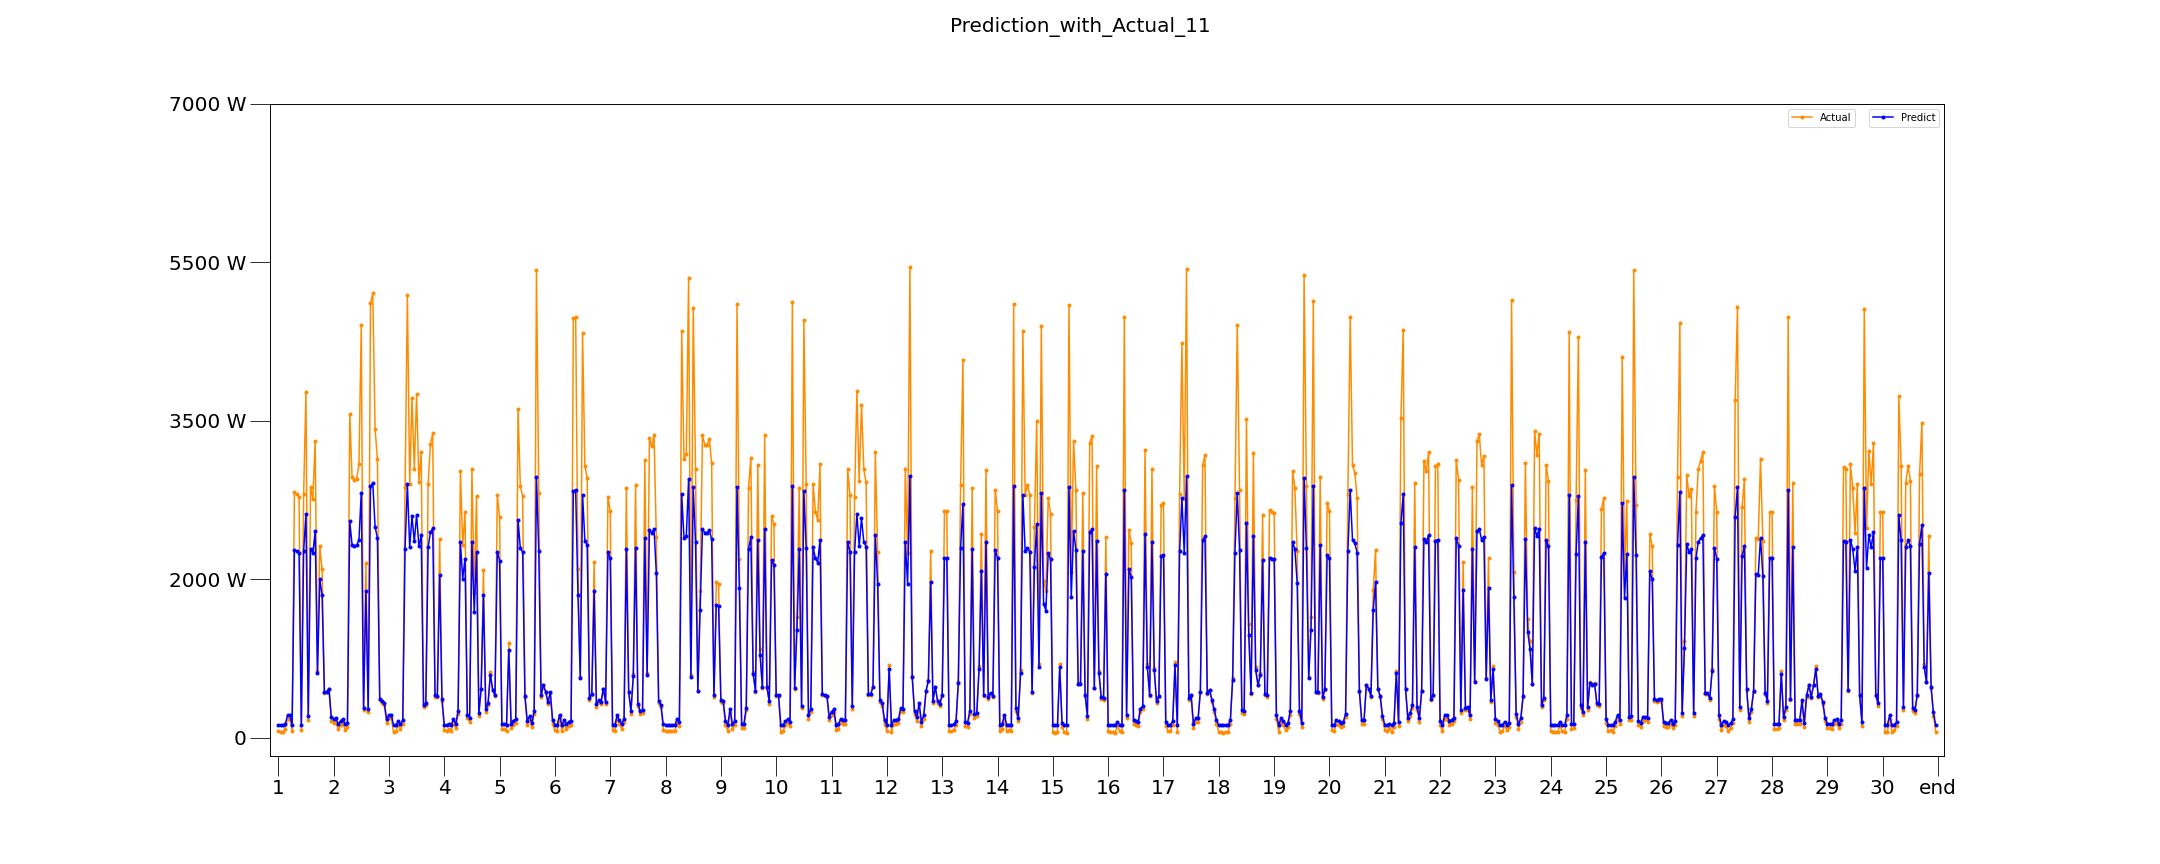 Prediction_with_Actual_11
Actual Predict
7000 W
5500 W
3500 W
2000 W
0
1 2 3 4 5 6 7 8 9 10 11 12 13 14 15 16 17 18 19 20 21 22 23 24 25 26 27 28 29 30 end